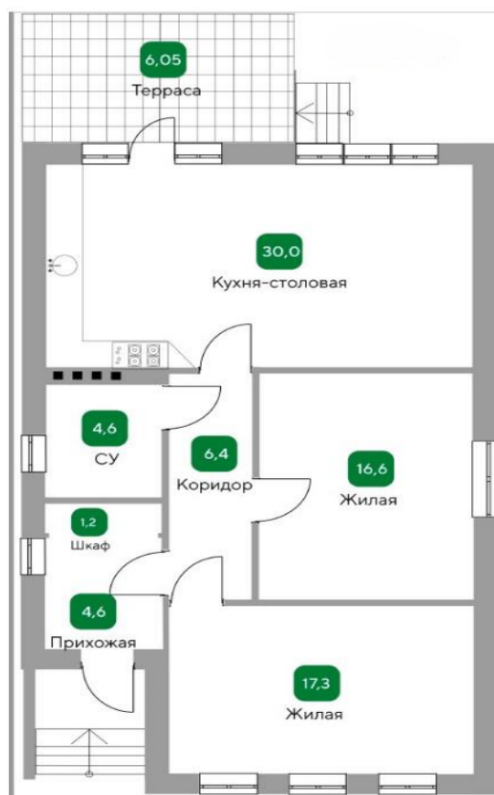 6,05
Терраса
30,0
Кухня-столовая
4,6
СУ
6,4
Коридор
16,6
Жилая
1,2
Шкаф
4,6
Прихожая
17,3
Жилая